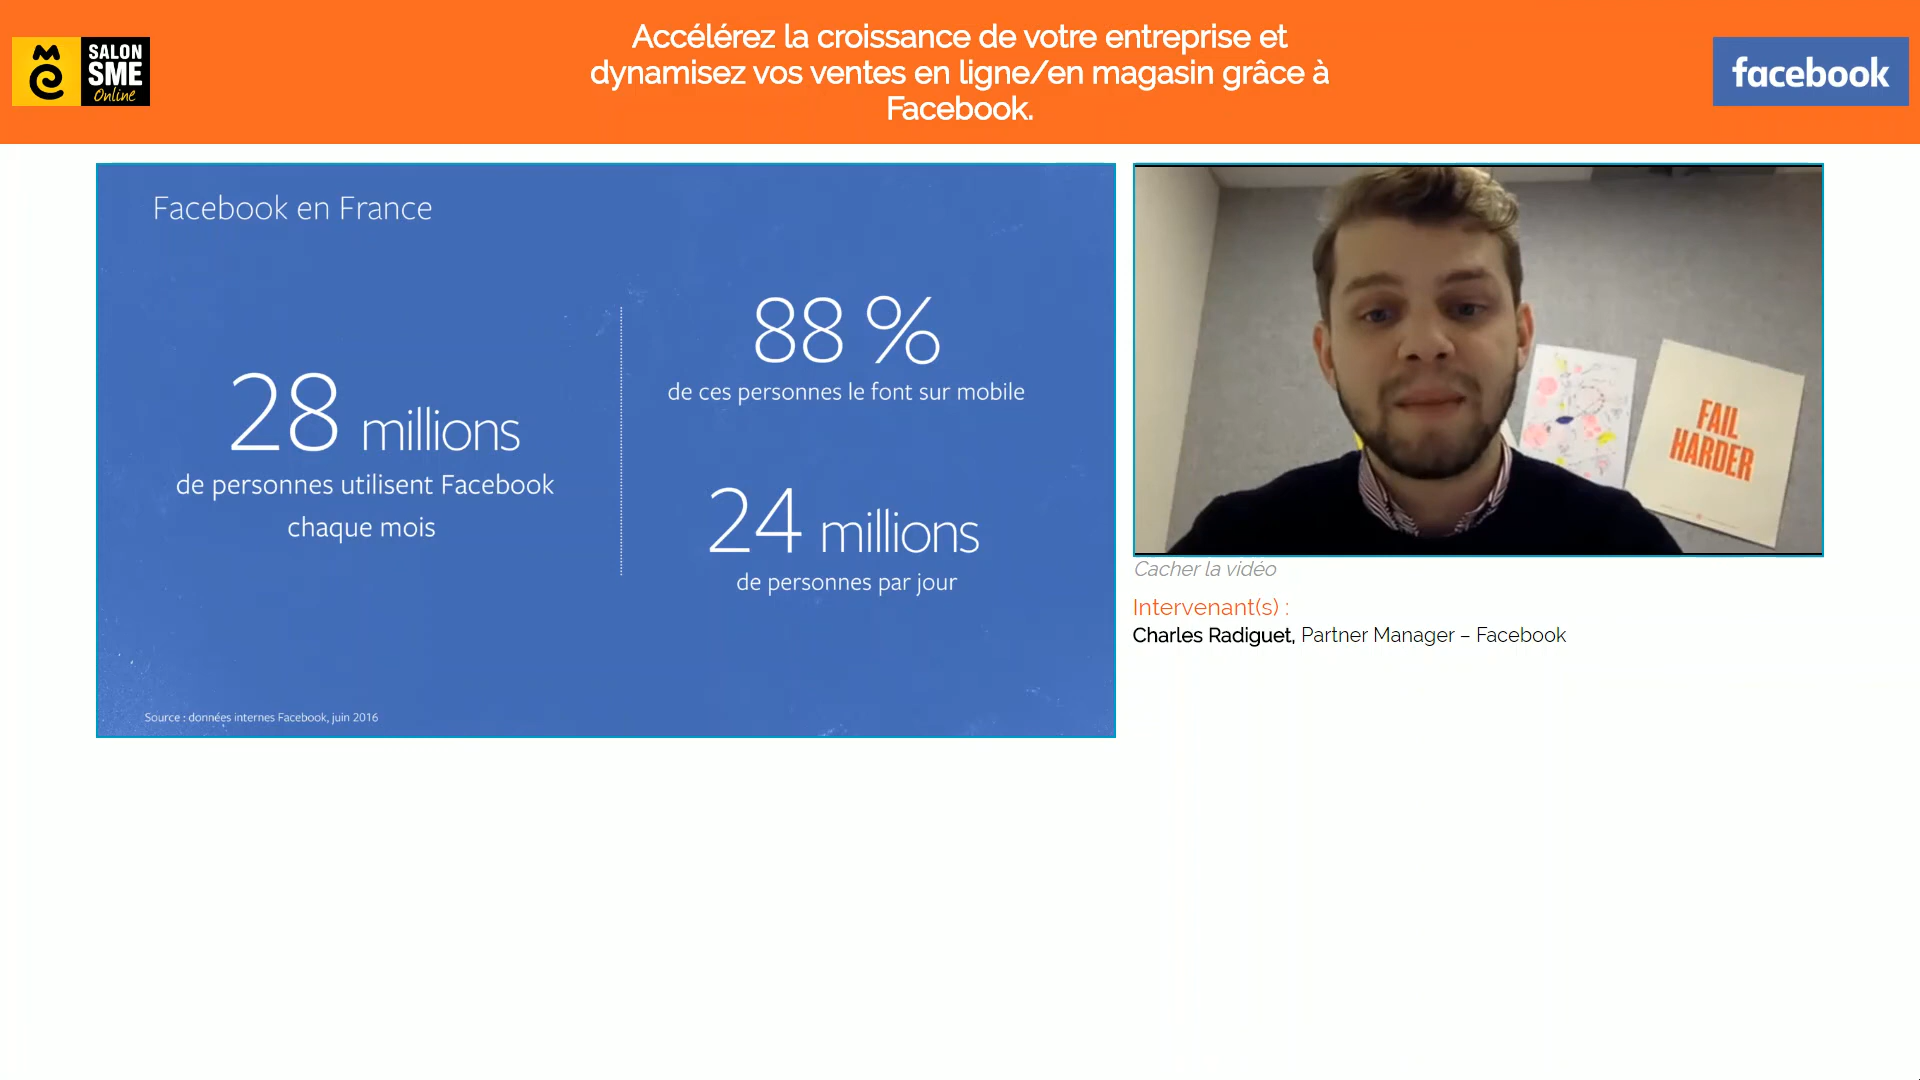 SALON
SME
Online
Accélérez la croissance de votre entreprise et
dynamisez vos ventes en ligne/en magasin grâce à
Facebook.
facebook
Facebook en France
28 millions
de personnes utilisent Facebook
chaque mois
88 %
de ces personnes le font sur mobile
24 millions
de personnes par jour
Source : données internes Facebook, juin 2016
FAIL
HARDER
Cacher la vidéo
Intervenant(s) :
Charles Radiguet, Partner Manager – Facebook